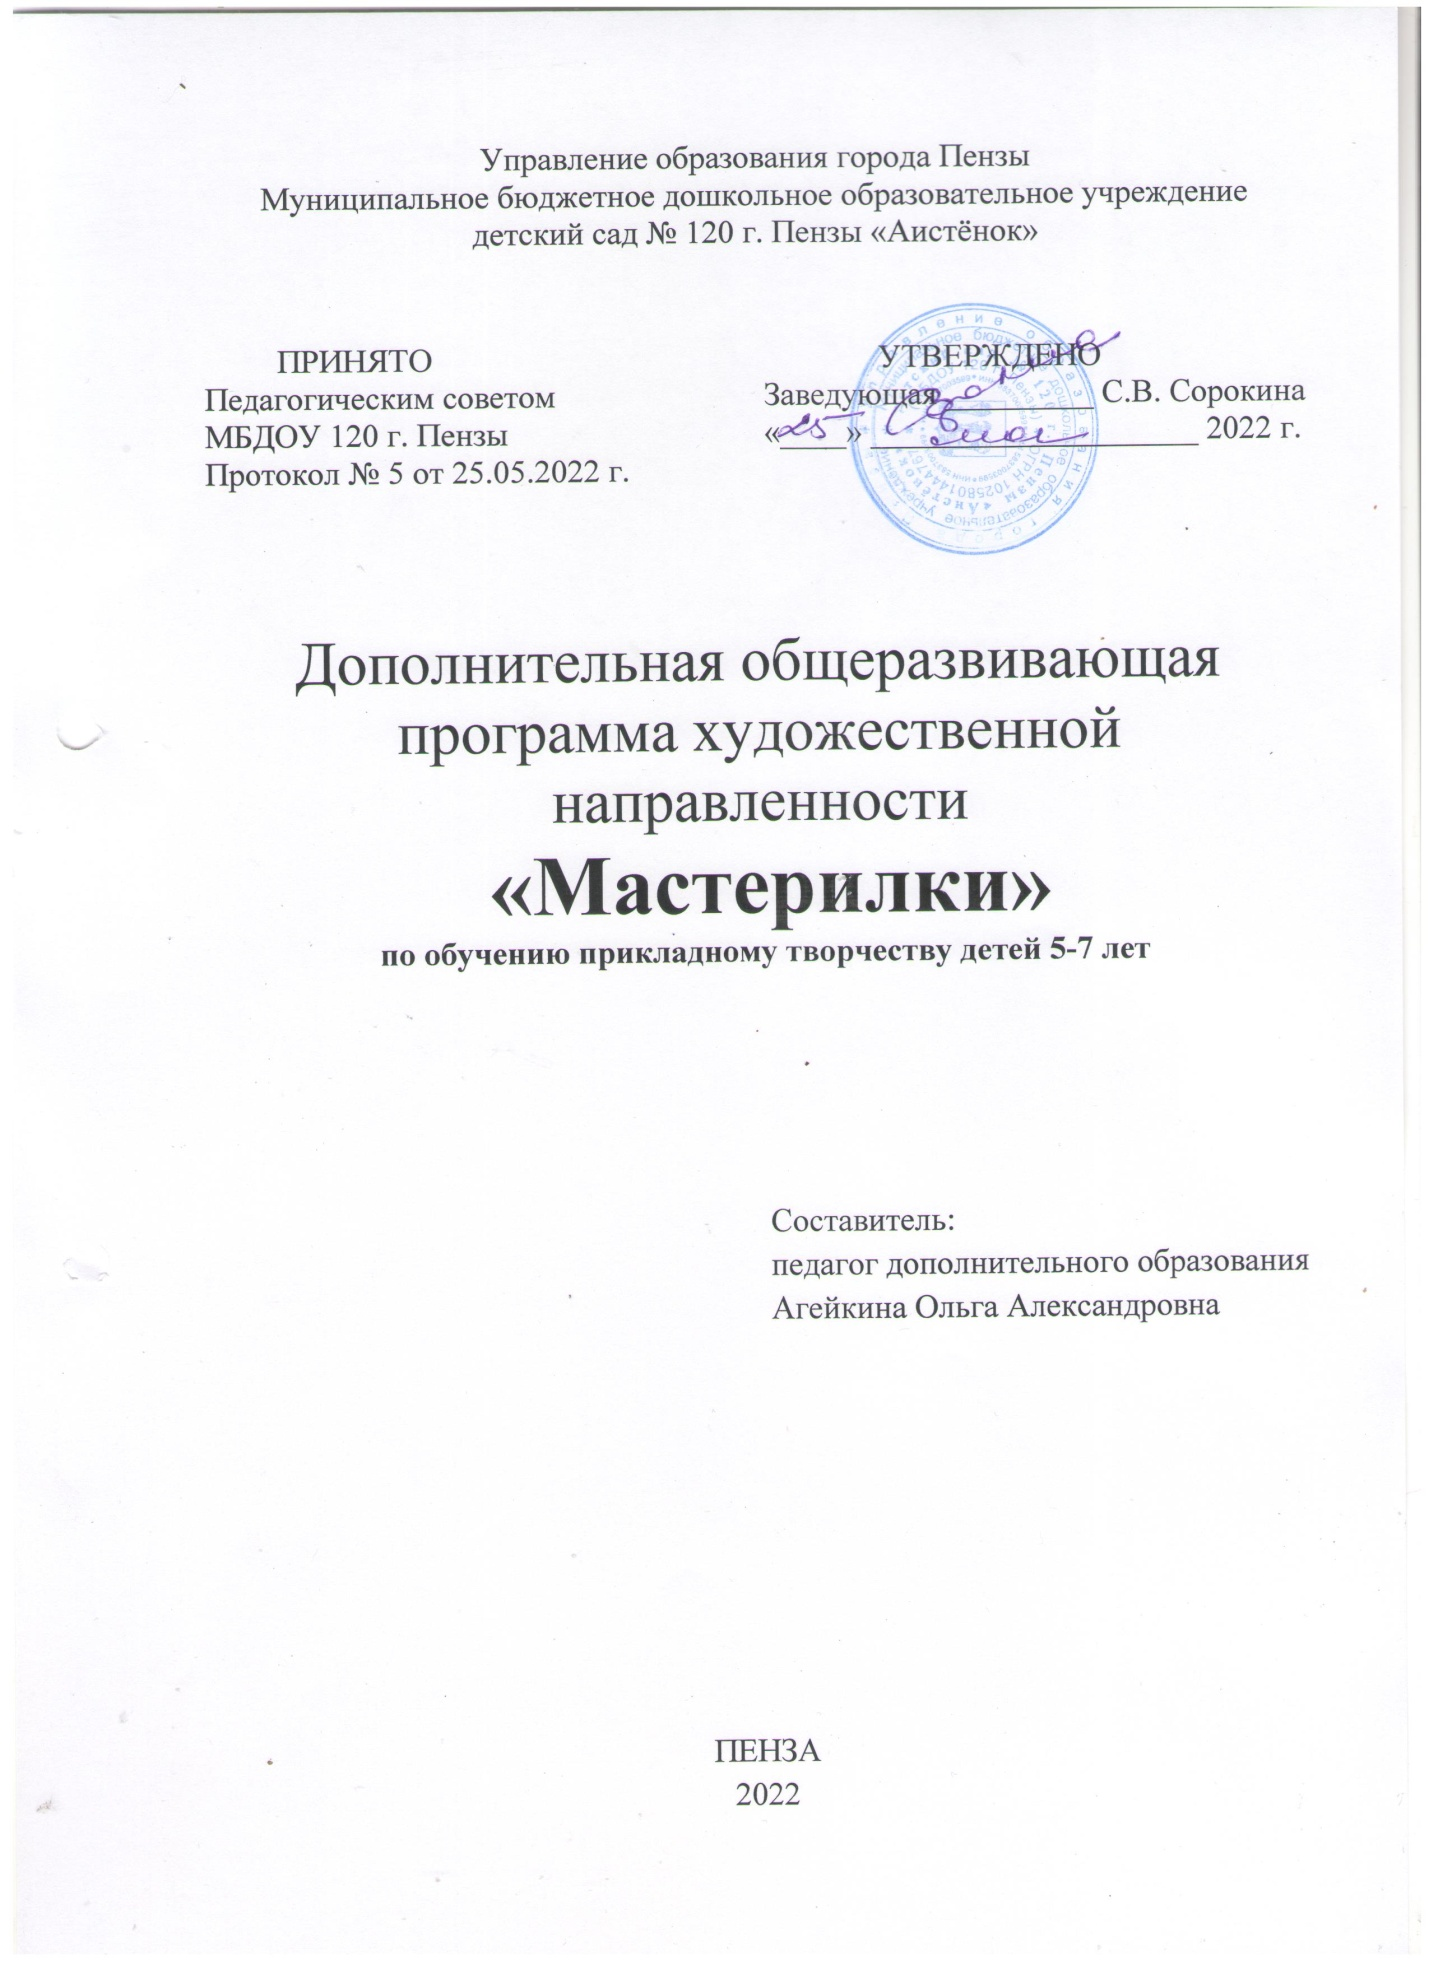 Управление образования города Пензы
Муниципальное бюджетное дошкольное образовательное учреждение
детский сад № 120 г. Пензы «Аистёнок»
ПРИНЯТО
Педагогическим советом
МБДОУ 120 г. Пензы
Протокол № 5 от 25.05.2022 г.
УТВЕРЖДЕНО
Заведующая __________ С.В. Сорокина
«25» мая 2022 г.
Дополнительная общеразвивающая
программа художественной
направленности
«Мастерилки»
по обучению прикладному творчеству детей 5-7 лет
Составитель:
педагог дополнительного образования
Агейкина Ольга Александровна
ПЕНЗА
2022